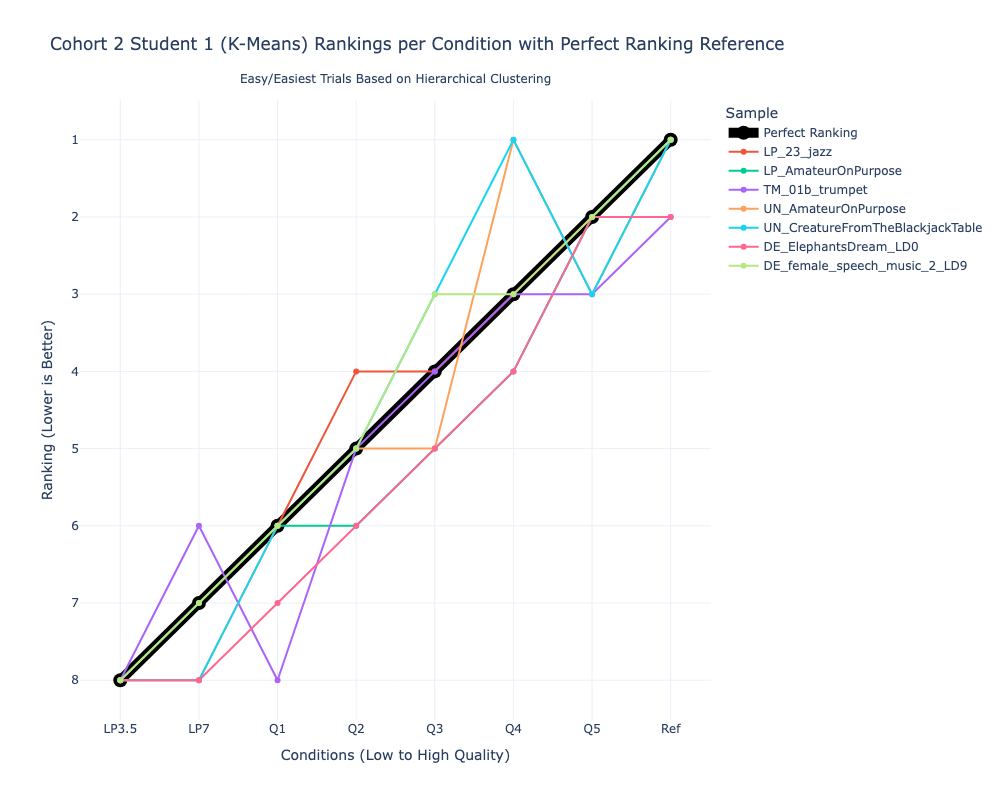 Cohort 2 Student 1 (K-Means) Rankings per Condition with Perfect Ranking Reference
Easy/Easiest Trials Based on Hierarchical Clustering
Sample
Perfect Ranking
LP_23_jazz
LP_AmateurOnPurpose
TM_01b_trumpet
UN_AmateurOnPurpose
UN_CreatureFromTheBlackjackTable
DE_ElephantsDream_LD0
DE_female_speech_music_2_LD9
Ranking (Lower is Better)
1
2
3
4
5
6
7
8
LP3.5 LP7 Q1 Q2 Q3 Q4 Q5 Ref
Conditions (Low to High Quality)